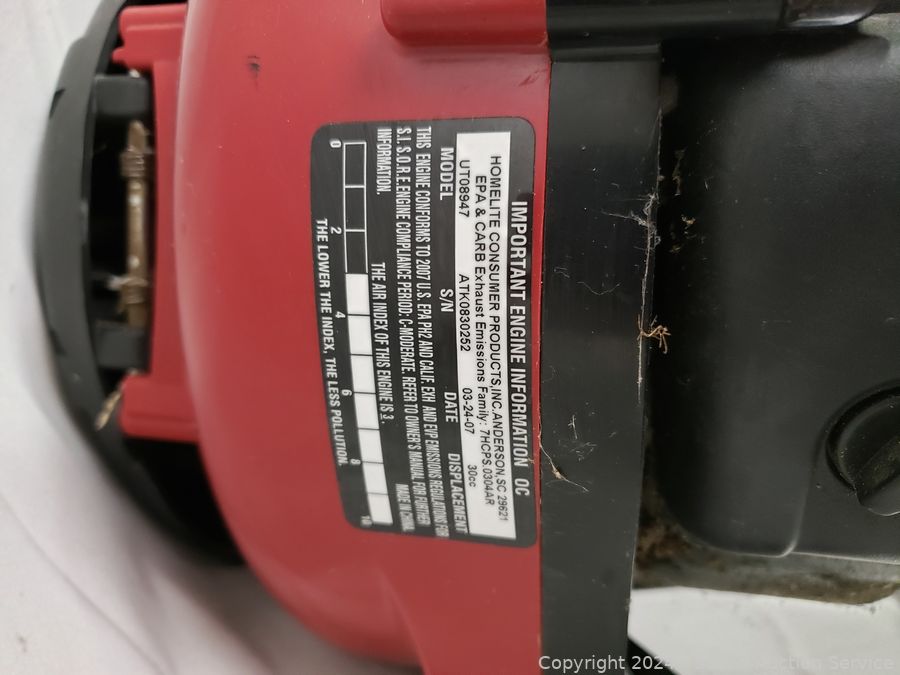 IMPORTANT ENGINE INFORMATION OC
HOMELITE CONSUMER PRODUCTS,INC.ANDERSON,SC 29621
EPA & CARB Exhaust Emissions Family: 7HCPS.0304AR
UT08947 ATK0830252 03-24-07 30cc
MODEL S/N DATE DISPLACEMENT
THIS ENGINE CONFORMS TO 2007 U.S. EPA PH2 AND CALIF. EXH AND EVP EMISSIONS REGULATIONS FOR
S.I. S.O.R.E.ENGINE COMPLIANCE PERIOD: C-MODERATE. REFER TO OWNER'S MANUAL FOR FURTHER
INFORMATION. MADE IN CHINA.
THE AIR INDEX OF THIS ENGINE IS 3.
0 2 4 6 8 10
THE LOWER THE INDEX, THE LESS POLLUTION.
Copyright 2024 Auction Service